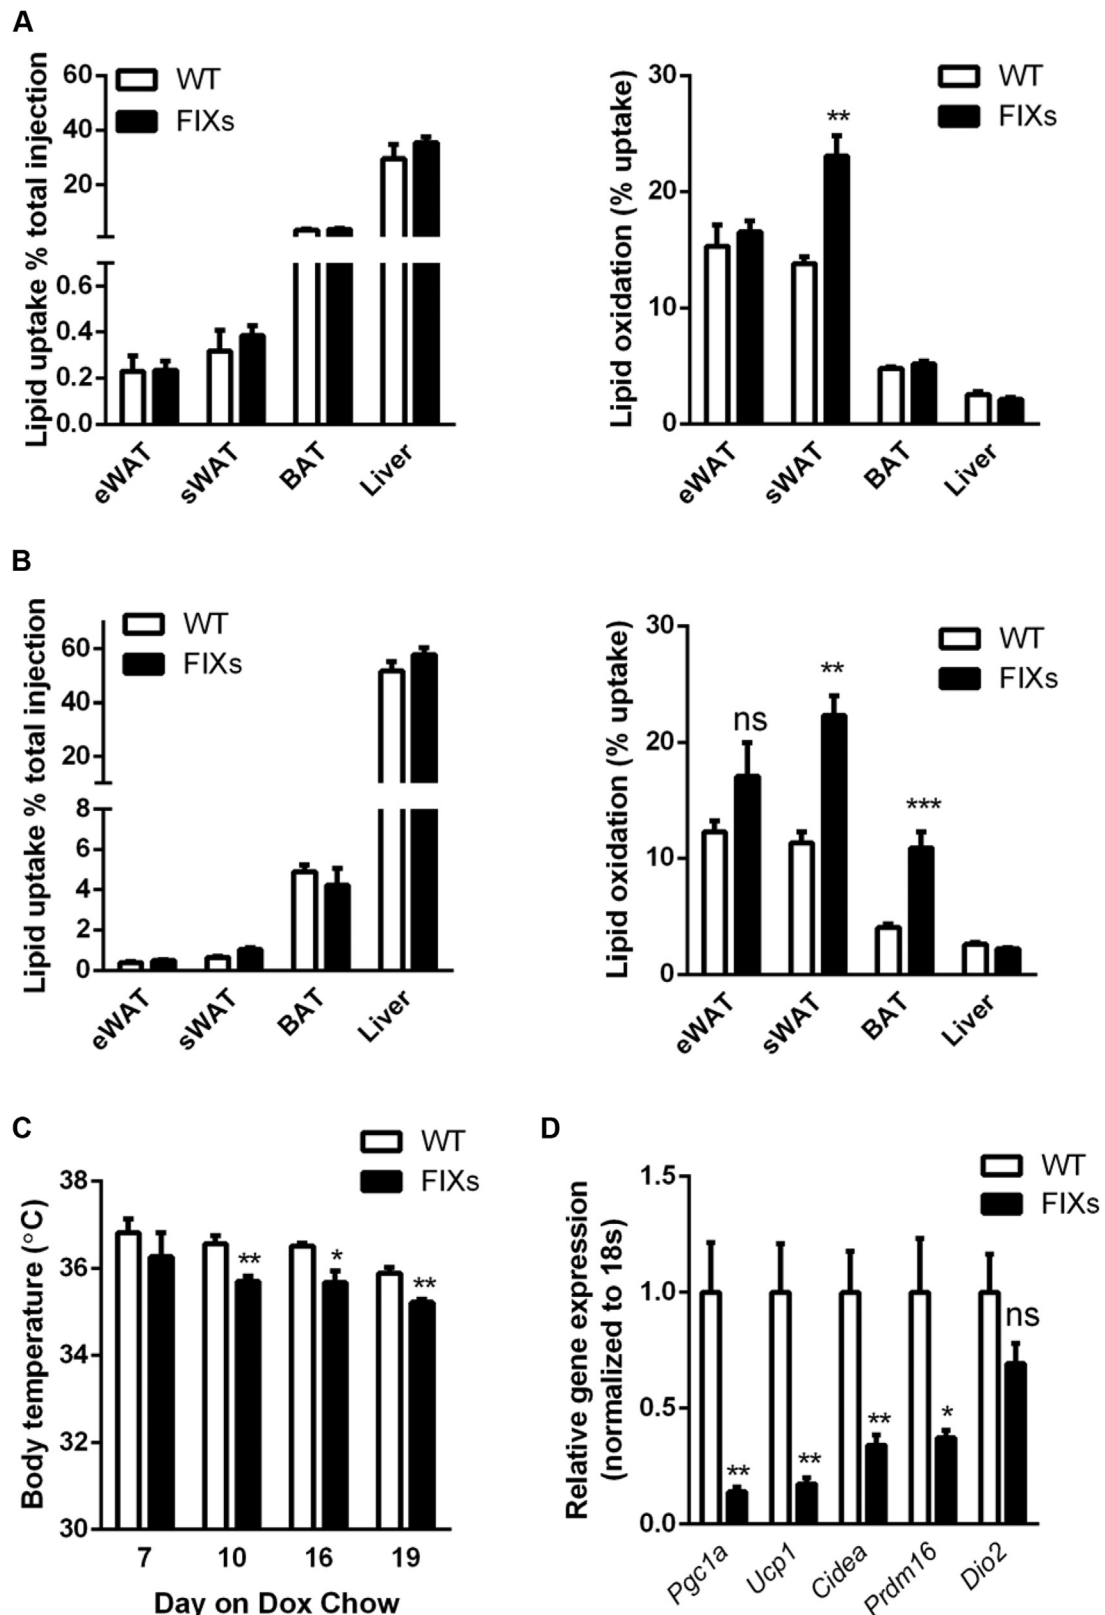 A
Lipid uptake % total injection
60
40
20
0.6
0.4
0.2
0.0
WT
FIXs
eWAT
sWAT
BAT
Liver
Lipid oxidation (% uptake)
30
20
10
0
**
WT
FIXs
eWAT
sWAT
BAT
Liver
B
Lipid uptake % total injection
60
40
20
8
6
4
2
0
WT
FIXs
eWAT
sWAT
BAT
Liver
Lipid oxidation (% uptake)
30
20
10
0
ns
**
***
WT
FIXs
eWAT
sWAT
BAT
Liver
C
Body temperature (°C)
38
36
34
32
30
WT
FIXs
**
*
**
7 10 16 19
Day on Dox Chow
D
Relative gene expression
(normalized to 18s)
1.5
1.0
0.5
0.0
WT
FIXs
**
**
**
*
ns
Pgc1a
Ucp1
Cidea
Prdm16
Dio2